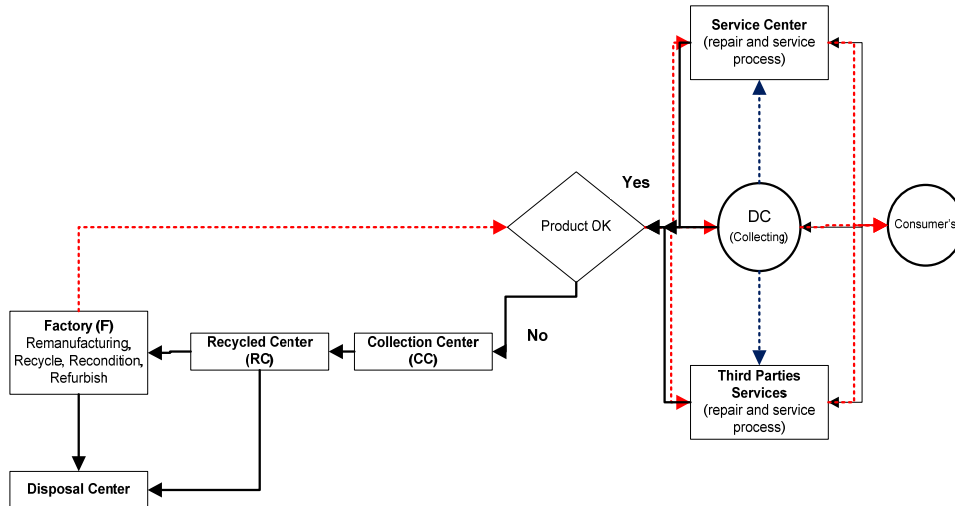 Service Center
(repair and service
process)
Yes
Product OK
DC
(Collecting)
Consumer's
Factory (F)
Remanufacturing,
Recycle, Recondition,
Refurbish
Recycled Center
(RC)
Collection Center
(CC)
No
Third Parties
Services
(repair and service
process)
Disposal Center